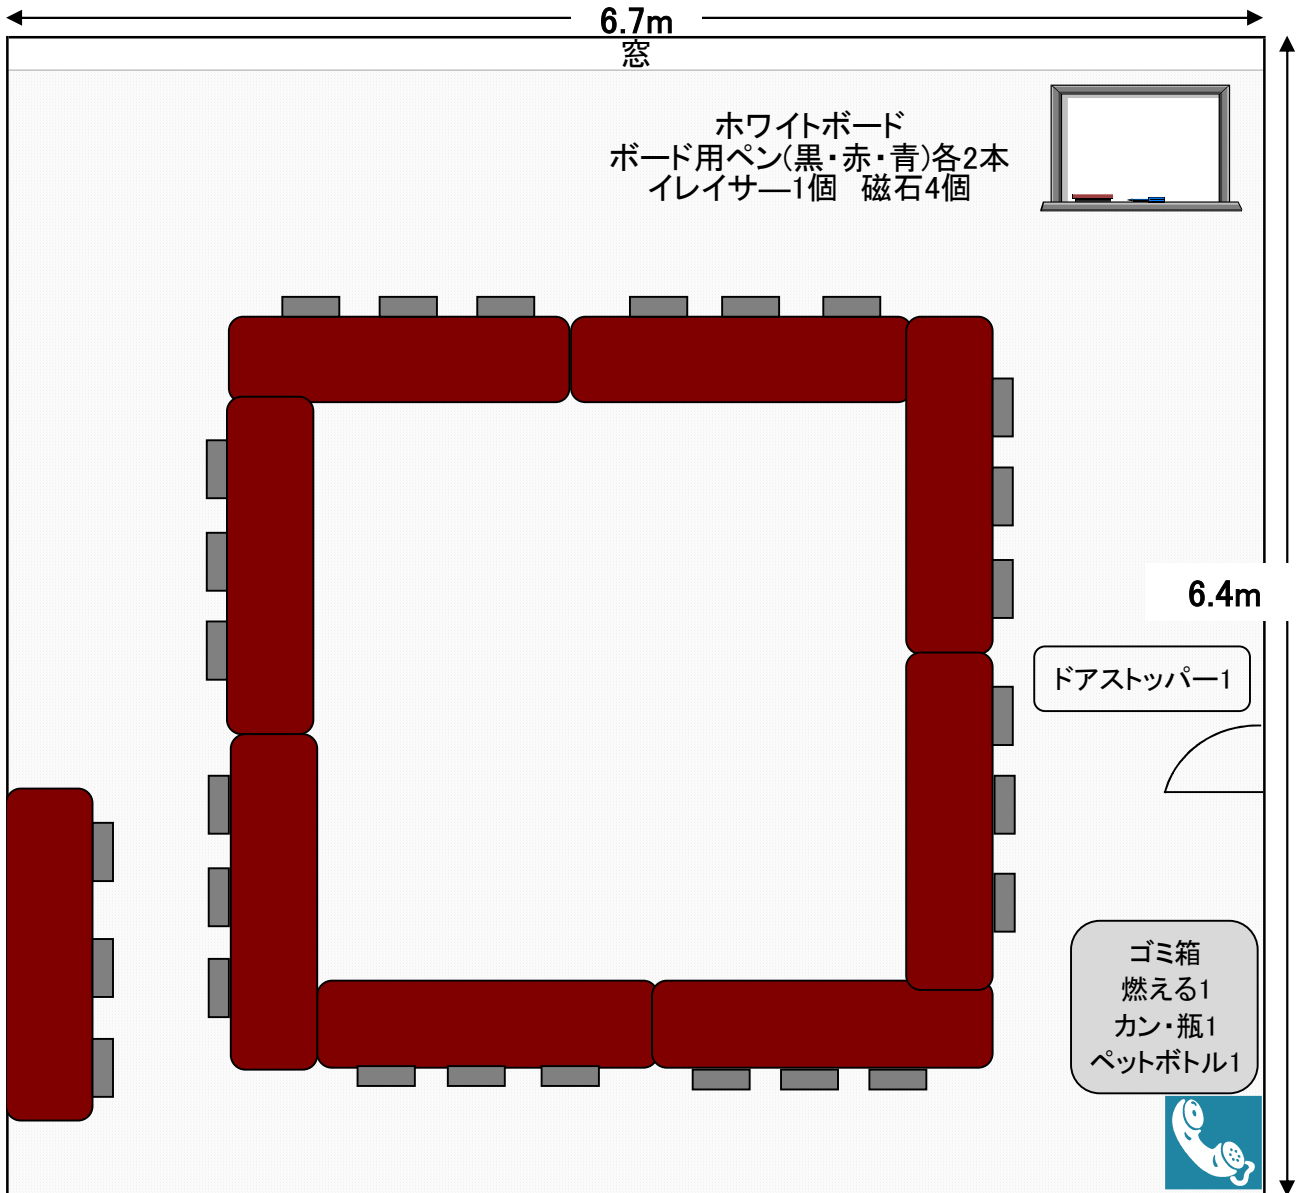 6.7m
窓
ホワイトボード
ボード用ペン(黒・赤・青)各2本
イレイサー1個　磁石4個
6.4m
ドアストッパー1
ゴミ箱
燃える1
カン・瓶1
ペットボトル1